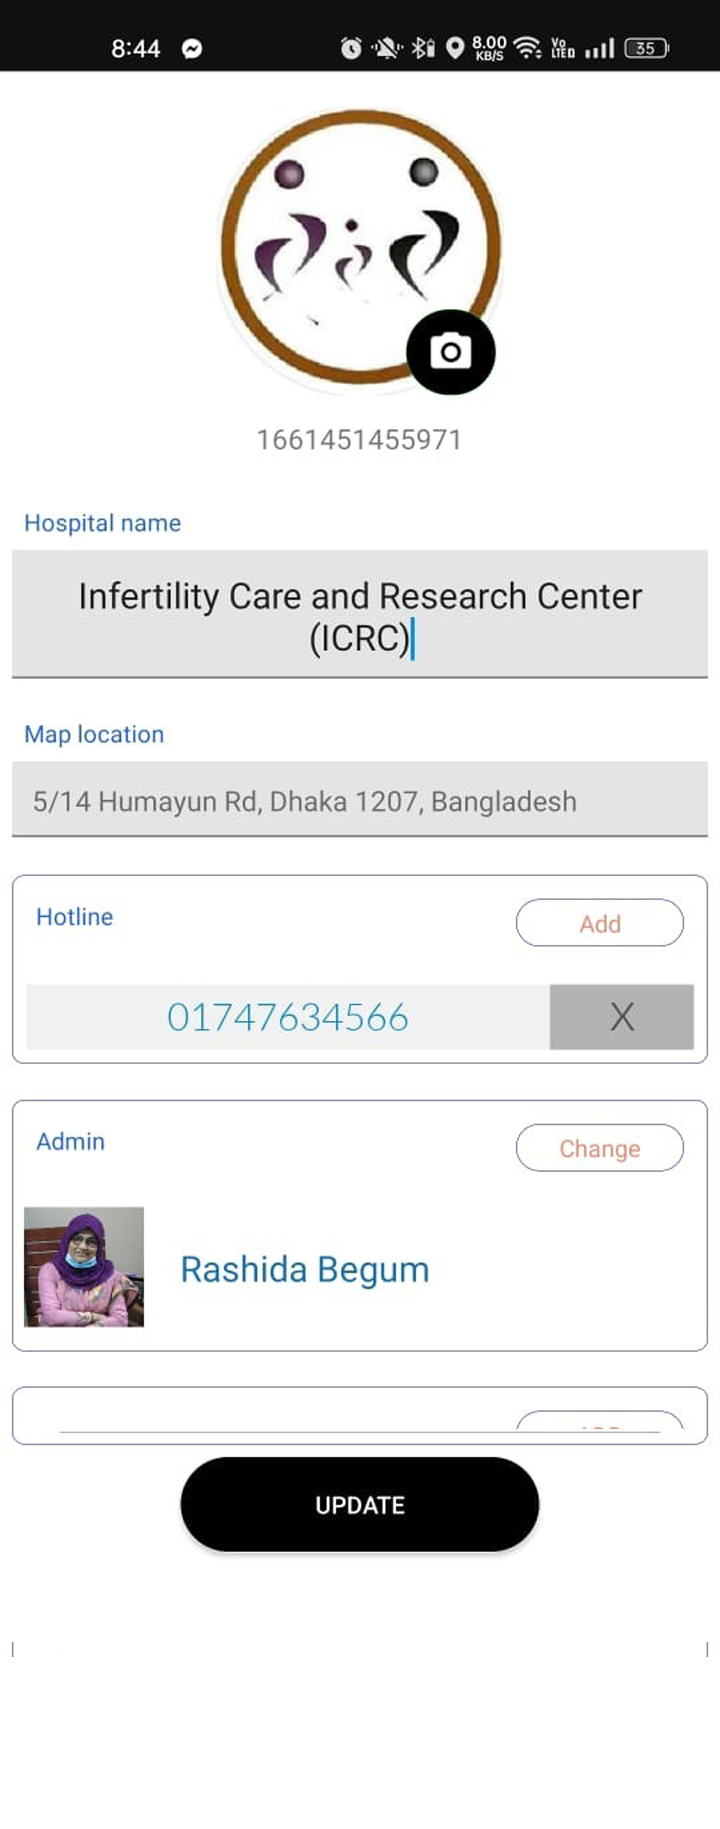 8:44
8.00
KB/S
Vo
LTE
35
1661451455971
Hospital name
Infertility Care and Research Center
(ICRC)
Map location
5/14 Humayun Rd, Dhaka 1207, Bangladesh
Hotline
Add
01747634566
X
Admin
Change
Rashida Begum
UPDATE